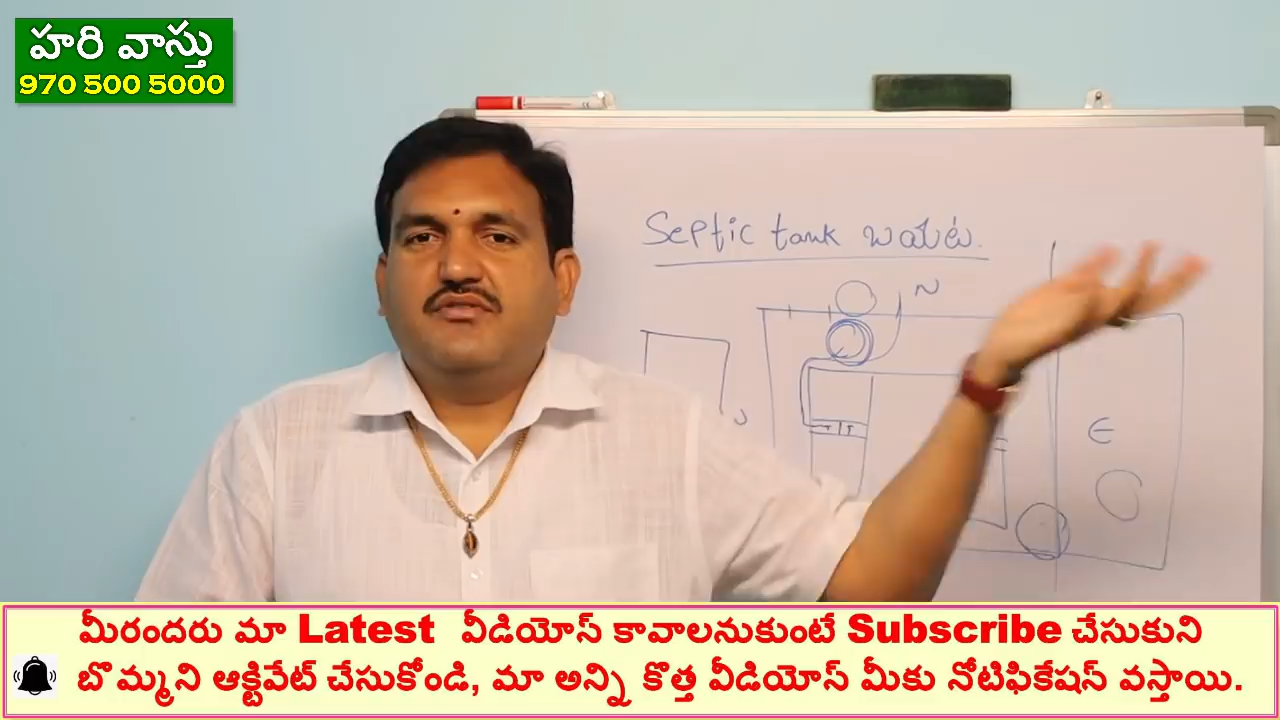 హరి వాస్తు
970 500 5000
Septic tank బయట.
N
E
మీరందరు మా Latest వీడియోస్ కావాలనుకుంటే Subscribe చేసుకుని
బొమ్మని ఆక్టివేట్ చేసుకోండి, మా అన్ని కొత్త వీడియోస్ మీకు నోటిఫికేషన్ వస్తాయి.